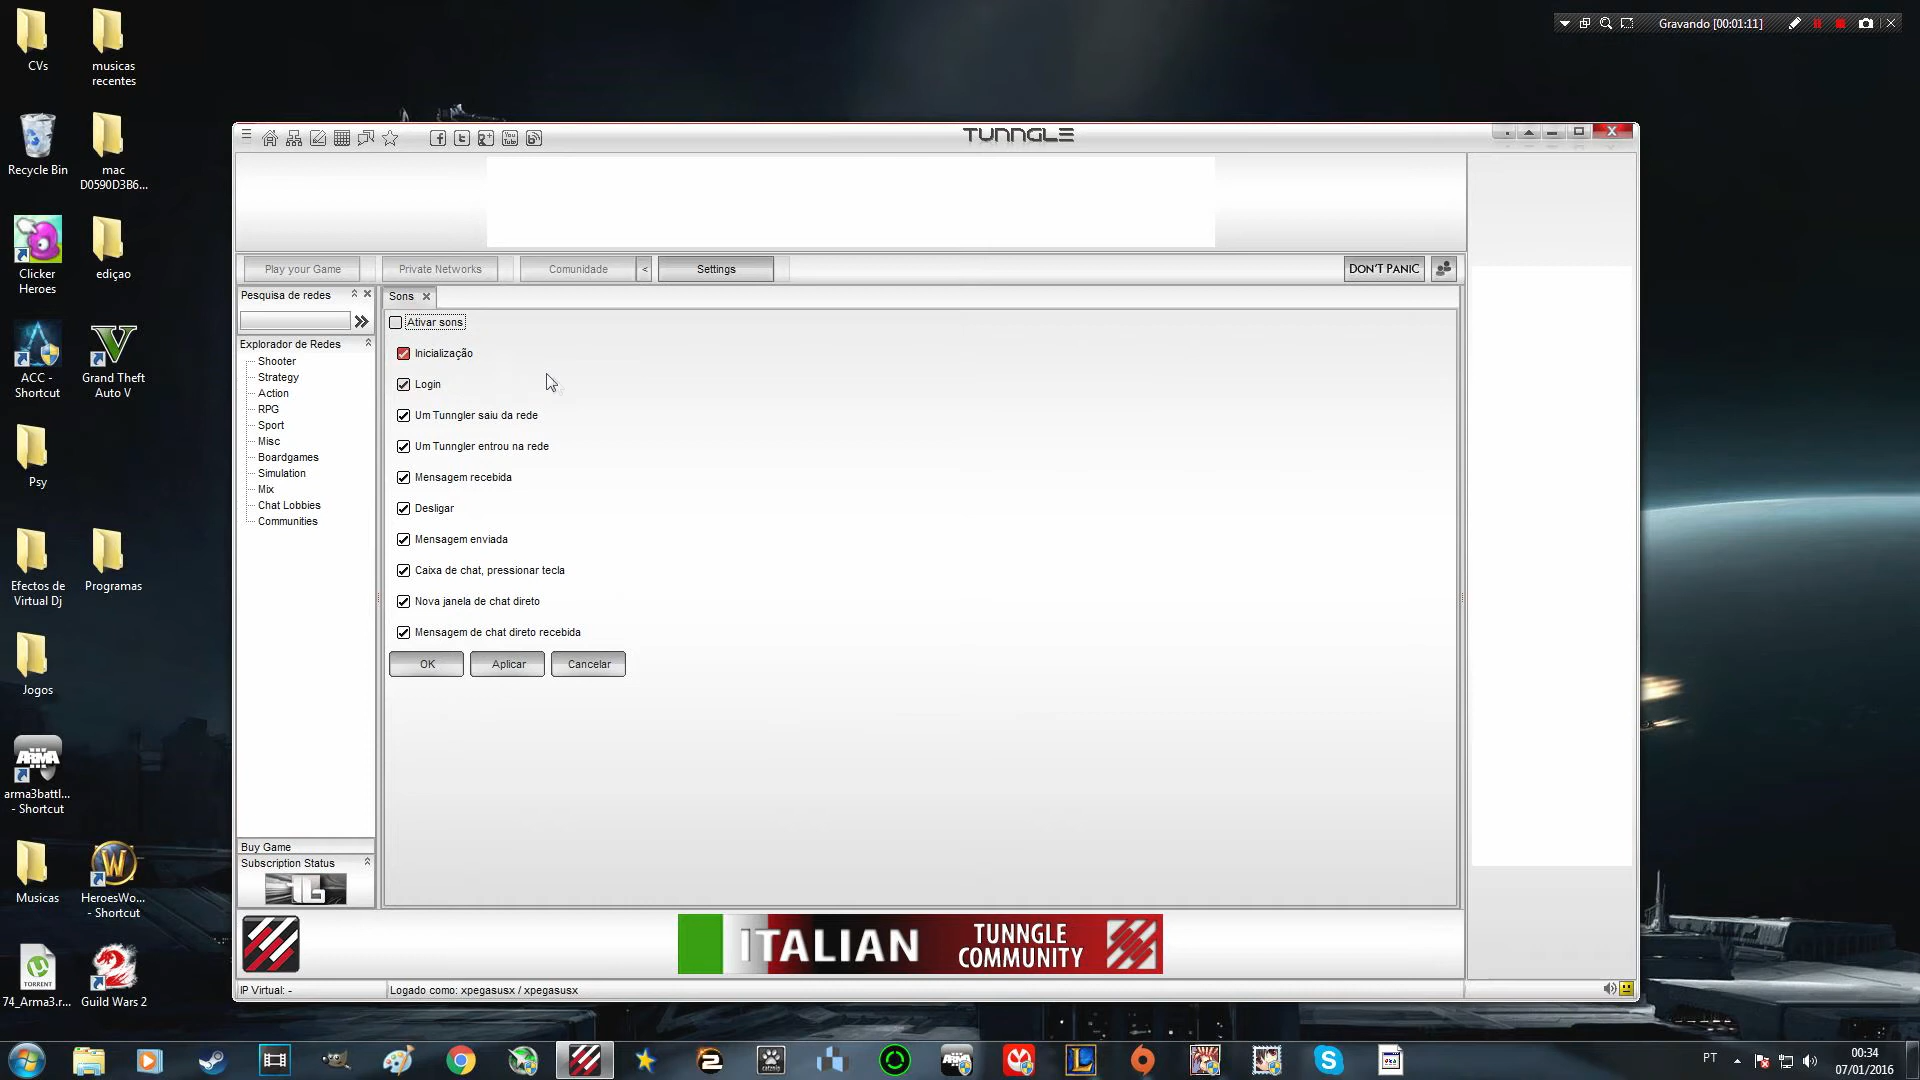 CVs
musicas
recentes
Recycle Bin
mac
D0590D3B6...
Clicker
Heroes
ediçao
ACC -
Shortcut
Grand Theft
Auto V
Psy
Efectos de
Virtual Dj
Programas
Jogos
ARMA
arma3battl...
- Shortcut
Musicas
HeroesWo...
- Shortcut
TORRENT
74_Arma3.r...
Guild Wars 2
Gravando [00:01:11]
TUNNGLE
Play your Game
Private Networks
Comunidade
<
Settings
DON'T PANIC
Pesquisa de redes
Explorador de Redes
Shooter
Strategy
Action
RPG
Sport
Misc
Boardgames
Simulation
Mix
Chat Lobbies
Communities
Buy Game
Subscription Status
Sons
Ativar sons
Inicialização
Login
Um Tunngler saiu da rede
Um Tunngler entrou na rede
Mensagem recebida
Desligar
Mensagem enviada
Caixa de chat, pressionar tecla
Nova janela de chat direto
Mensagem de chat direto recebida
OK
Aplicar
Cancelar
ITALIAN
TUNNGLE
COMMUNITY
IP Virtual: -
Logado como: xpegasusx / xpegasusx
PT
00:34
07/01/2016